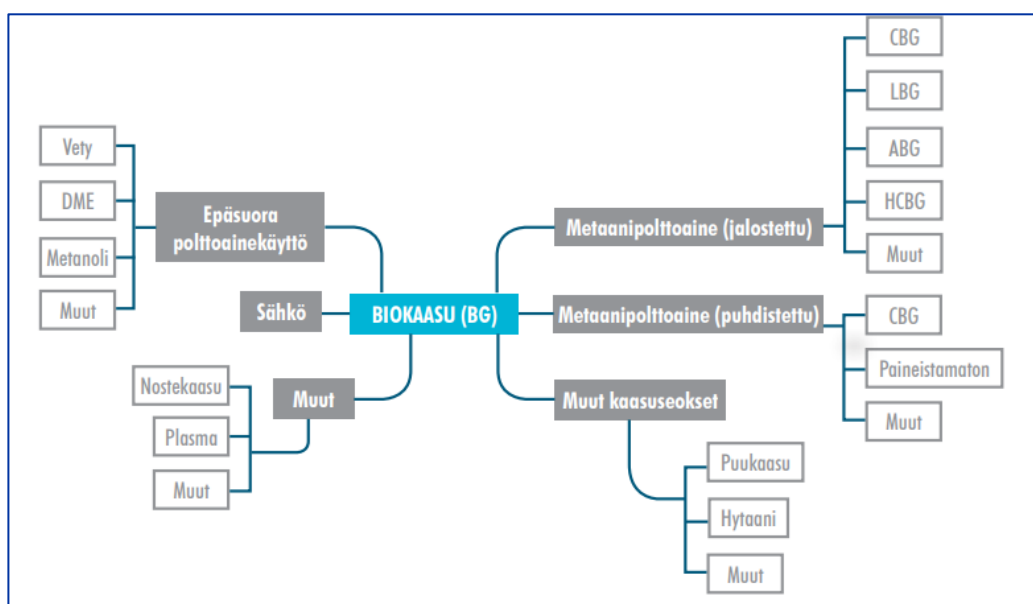 Vety
DME
Metanoli
Muut
Epäsuora
polttoainekäyttö
Sähkö
Nostekaasu
Plasma
Muut
Muut
BIOKAASU (BG)
Metaanipolttoaine (jalostettu)
CBG
LBG
ABG
HCBG
Muut
Metaanipolttoaine (puhdistettu)
CBG
Paineistamaton
Muut
Muut kaasuseokset
Puukaasu
Hytaani
Muut